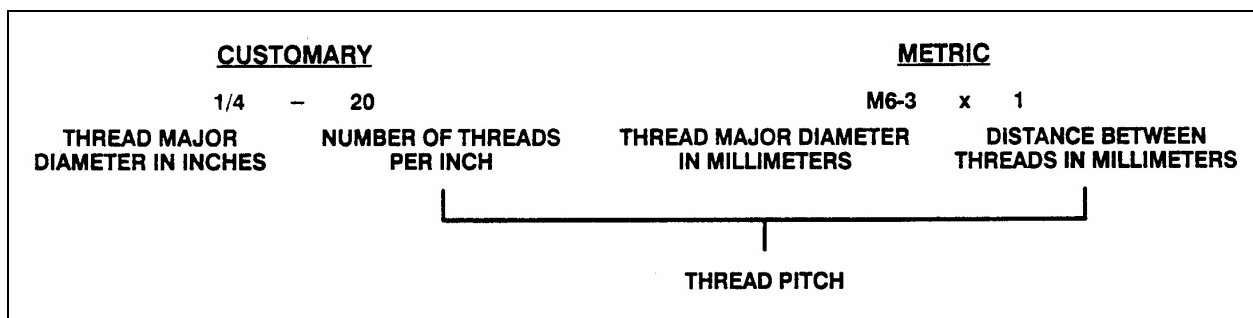 CUSTOMARY
1/4 – 20
THREAD MAJOR
DIAMETER IN INCHES
NUMBER OF THREADS
PER INCH
METRIC
M6-3 x 1
THREAD MAJOR DIAMETER
IN MILLIMETERS
DISTANCE BETWEEN
THREADS IN MILLIMETERS
THREAD PITCH